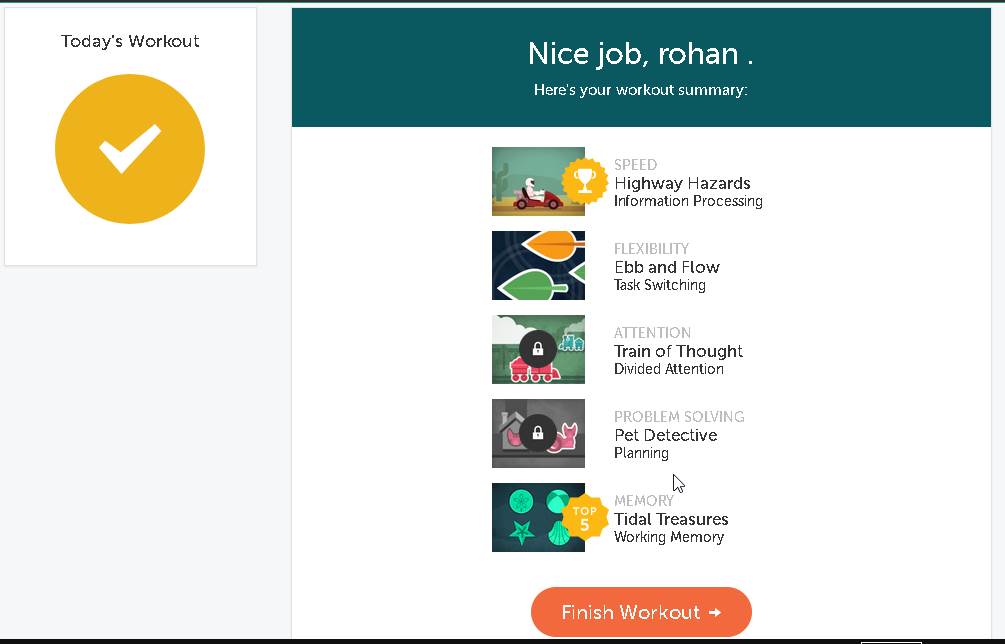 Today's Workout
Nice job, rohan .
Here's your workout summary:
SPEED
Highway Hazards
Information Processing
FLEXIBILITY
Ebb and Flow
Task Switching
ATTENTION
Train of Thought
Divided Attention
PROBLEM SOLVING
Pet Detective
Planning
TOP
5
MEMORY
Tidal Treasures
Working Memory
Finish Workout →